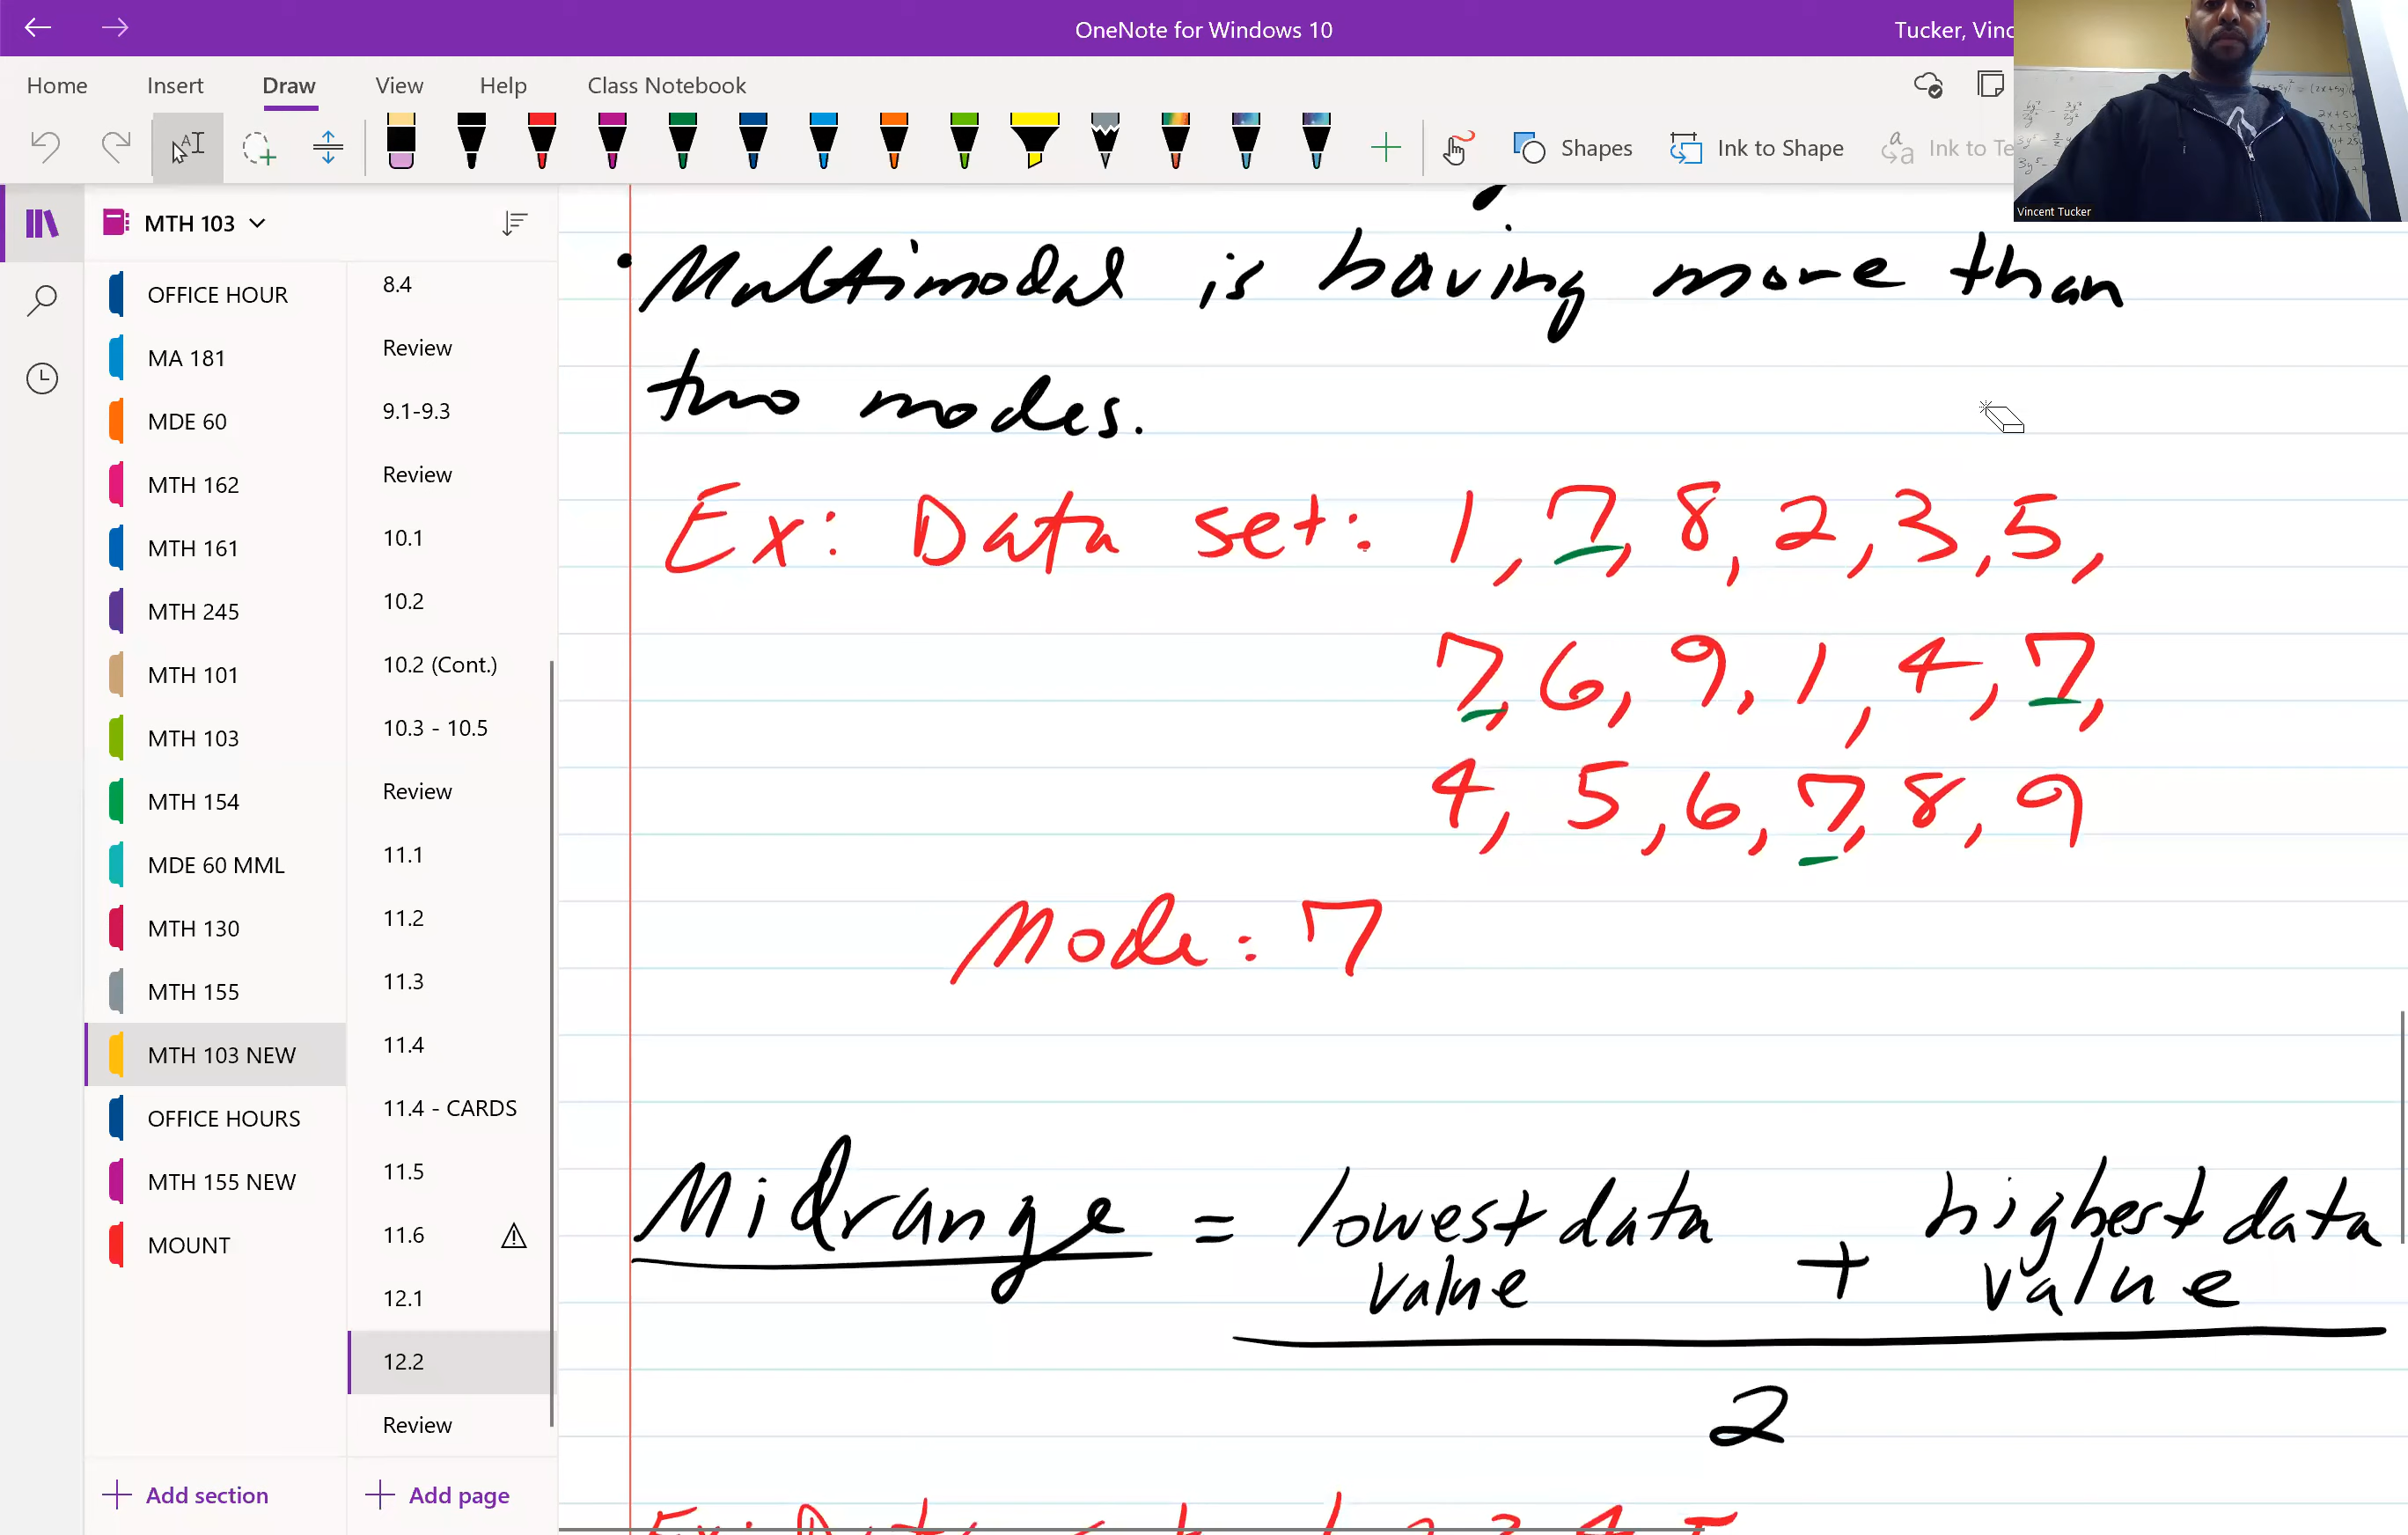 OneNote for Windows 10
Tucker, Vinc
Home Insert Draw View Help Class Notebook
Shapes Ink to Shape Ink to Te
Vincent Tucker
MTH 103
OFFICE HOUR
MA 181
MDE 60
MTH 162
MTH 161
MTH 245
MTH 101
MTH 103
MTH 154
MDE 60 MML
MTH 130
MTH 155
MTH 103 NEW
OFFICE HOURS
MTH 155 NEW
MOUNT
Add section
8.4
Review
9.1-9.3
Review
10.1
10.2
10.2 (Cont.)
10.3 - 10.5
Review
11.1
11.2
11.3
11.4
11.4 - CARDS
11.5
11.6
12.1
12.2
Review
Add page
• Multimodal is having more than
two modes.
Ex: Data set: 1, 7, 8, 2, 3, 5,
7, 6, 9, 1, 4, 7,
4, 5, 6, 7, 8, 9
Mode: 7
Midrange = lowest data value + highest data value
2